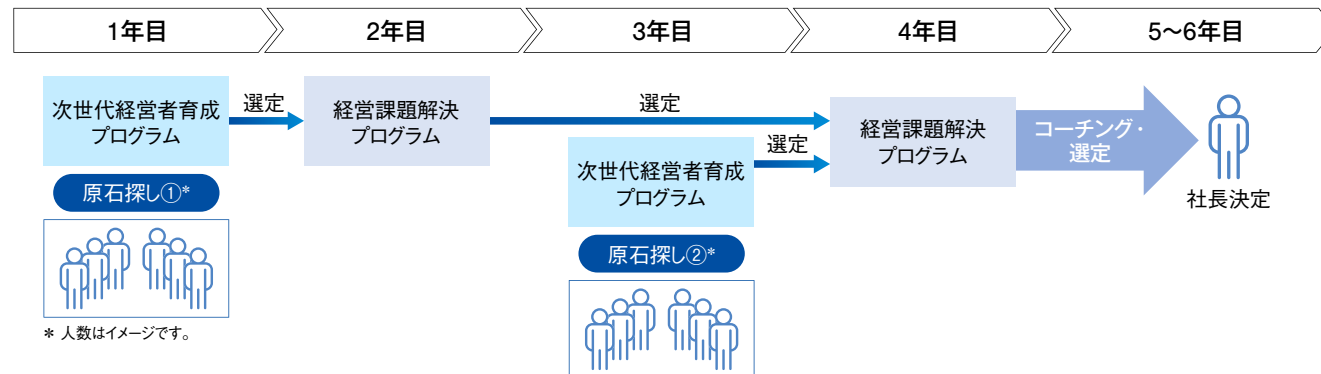 1年目
2年目
3年目
4年目
5〜6年目
次世代経営者育成
プログラム
選定
経営課題解決
プログラム
選定
次世代経営者育成
プログラム
選定
経営課題解決
プログラム
コーチング・
選定
社長決定
原石探し①*
* 人数はイメージです。
原石探し②*